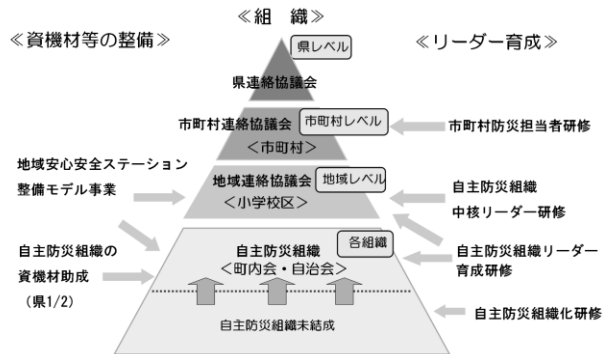 ≪組　織≫
≪資機材等の整備≫
≪リーダー育成≫
県レベル
県連絡協議会
市町村連絡協議会
市町村レベル
＜市町村＞
市町村防災担当者研修
地域安心安全ステーション
整備モデル事業
地域連絡協議会
地域レベル
＜小学校区＞
自主防災組織
中核リーダー研修
自主防災組織の
資機材助成
（県1/2）
各組織
自主防災組織
＜町内会・自治会＞
自主防災組織リーダー
育成研修
自主防災組織未結成
自主防災組織化研修